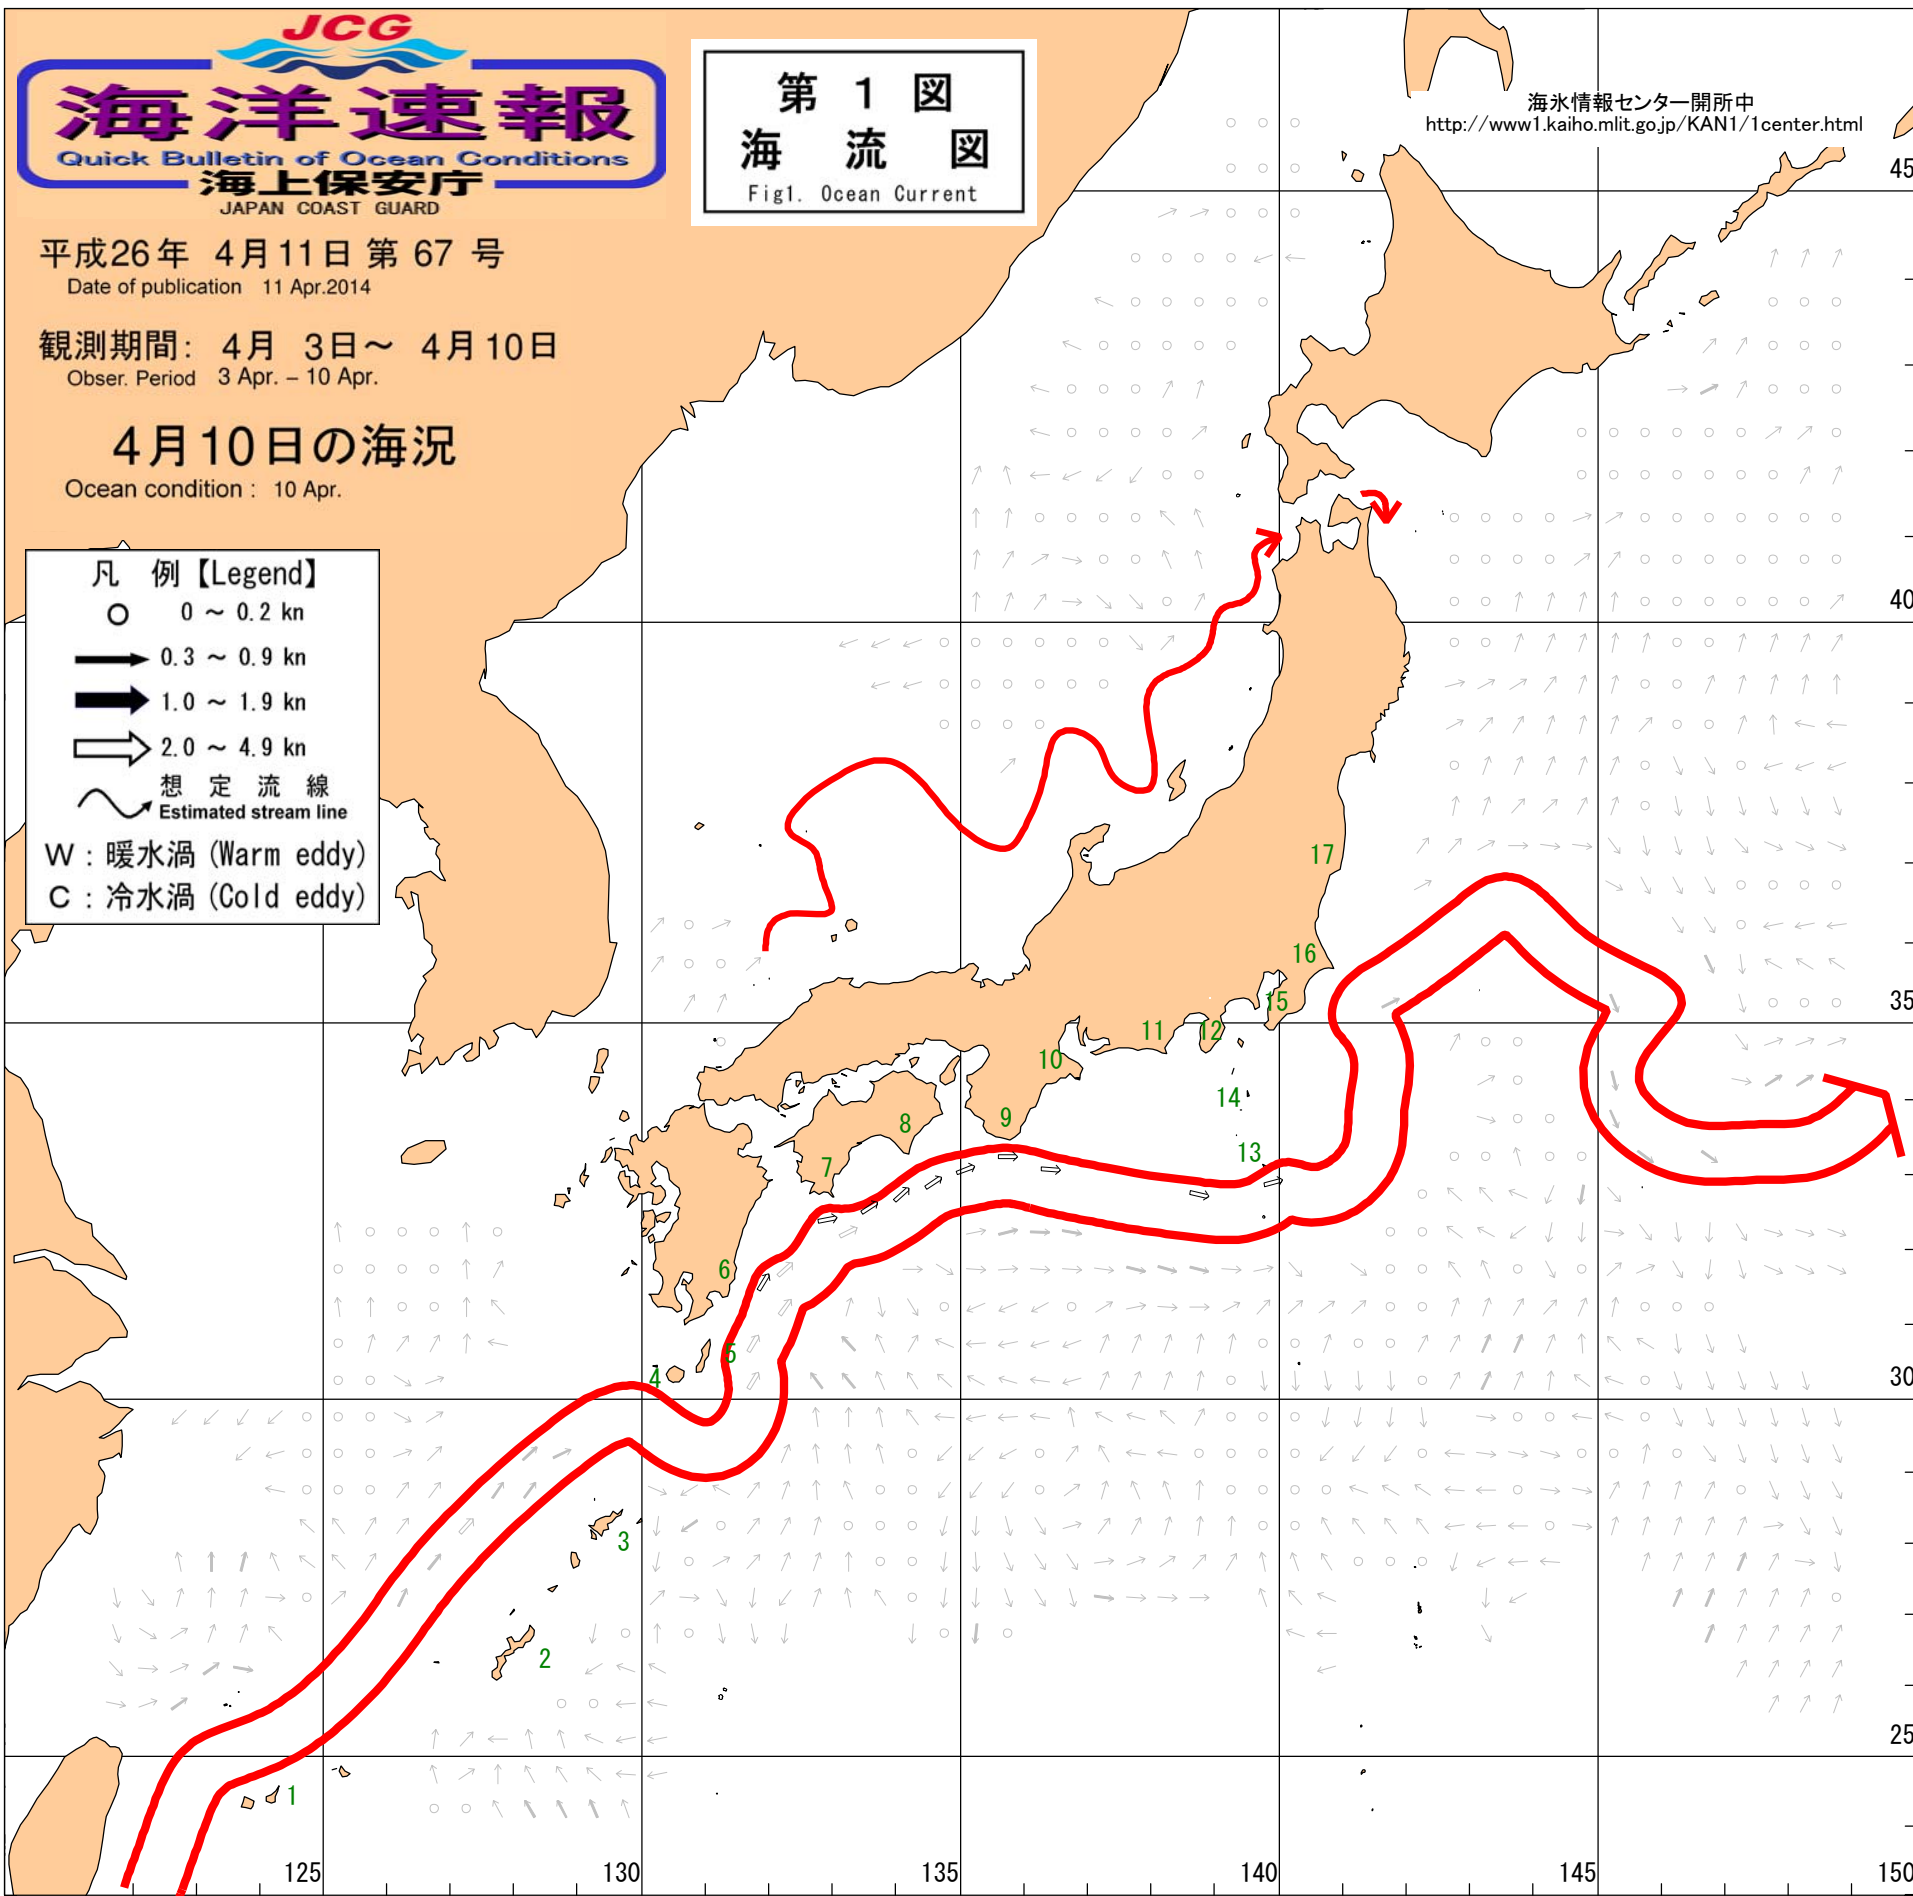 JCG
海洋速報
Quick Bulletin of Ocean Conditions
海上保安庁
JAPAN COAST GUARD
第 1 図
海 流 図
Fig1. Ocean Current
海氷情報センター開所中
http://www1.kaiho.mlit.go.jp/KAN1/1center.html
平成26年 4月11日 第 67 号
Date of publication 11 Apr.2014
観測期間: 4月 3日～ 4月10日
Obser. Period 3 Apr. – 10 Apr.
4月10日の海況
Ocean condition : 10 Apr.
凡 例【Legend】
0 ～ 0.2 kn
0.3 ～ 0.9 kn
1.0 ～ 1.9 kn
2.0 ～ 4.9 kn
想 定 流 線
Estimated stream line
W : 暖水渦 (Warm eddy)
C : 冷水渦 (Cold eddy)
45
40
17
16
35
15
11
12
10
14
9
8
13
7
6
5
4
30
3
2
25
1
125
130
135
140
145
150